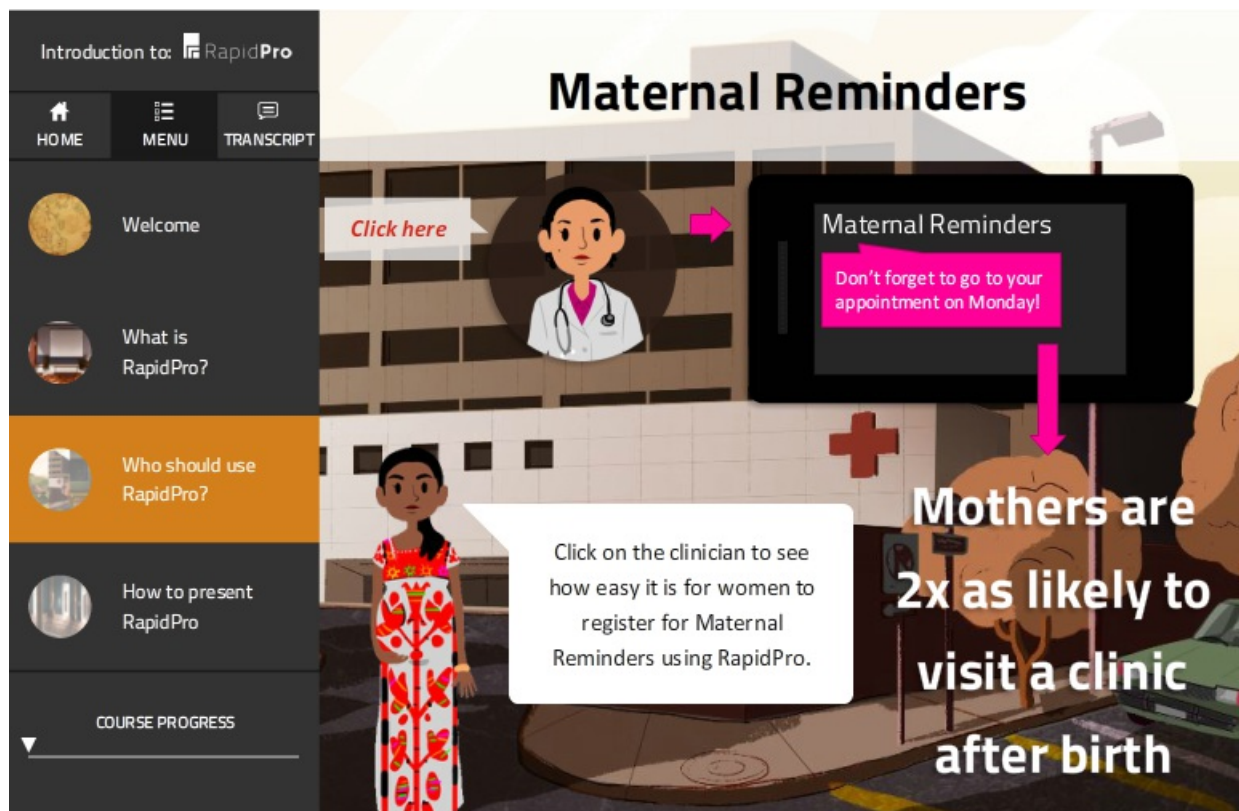 Introduction to: RapidPro
HOME
MENU
TRANSCRIPT
Welcome
What is
RapidPro?
Who should use
RapidPro?
How to present
RapidPro
COURSE PROGRESS
Maternal Reminders
Click here
Maternal Reminders
Don't forget to go to your
appointment on Monday!
Click on the clinician to see
how easy it is for women to
register for Maternal
Reminders using RapidPro.
Mothers are
2x as likely to
visit a clinic
after birth